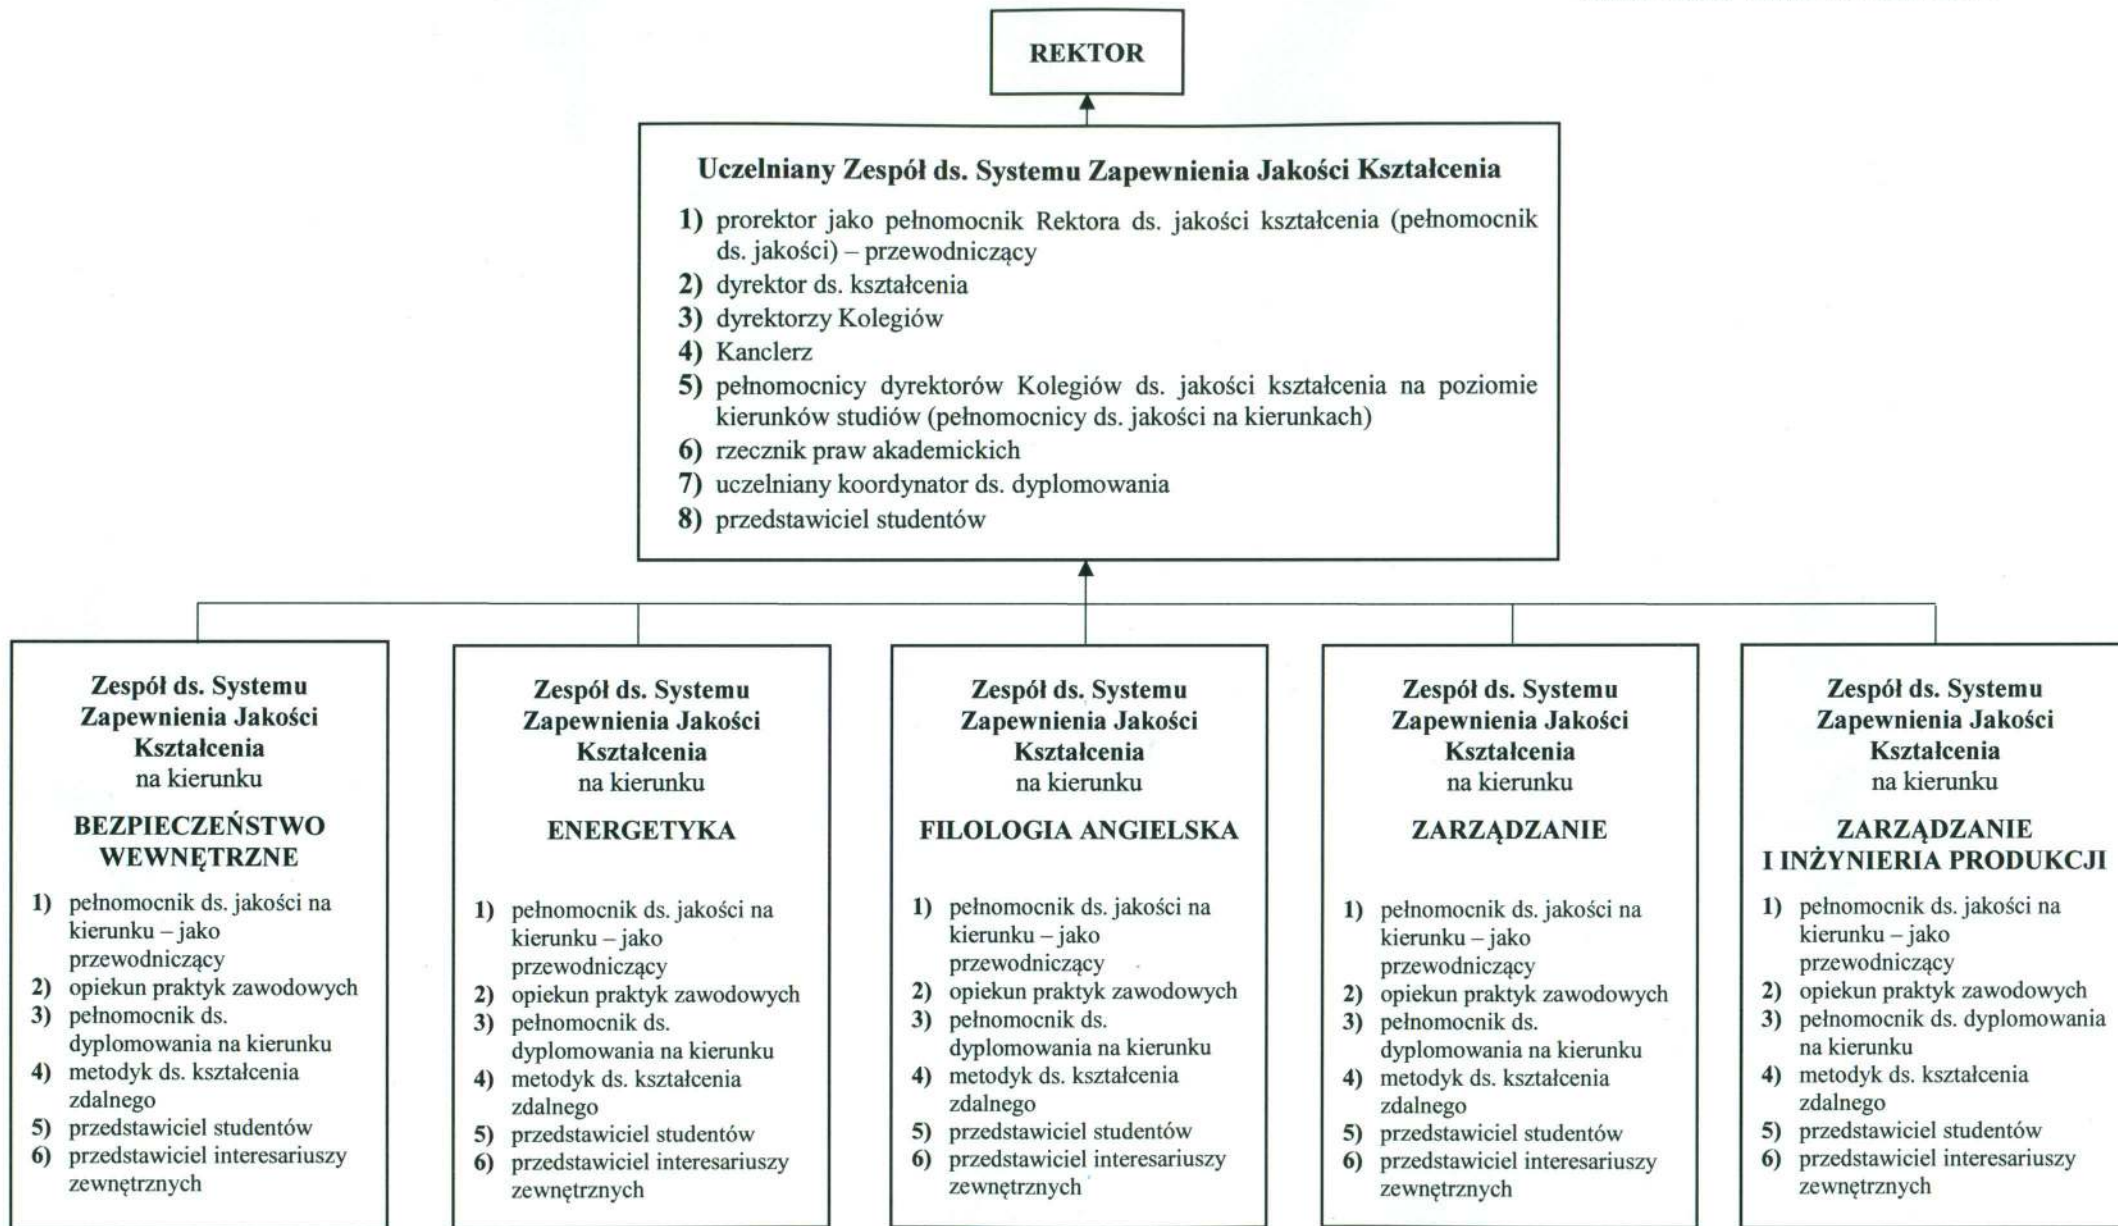 REKTOR
Uczelniany Zespół ds. Systemu Zapewnienia Jakości Kształcenia
1) prorektor jako pełnomocnik Rektora ds. jakości kształcenia (pełnomocnik
ds. jakości) – przewodniczący
2) dyrektor ds. kształcenia
3) dyrektorzy Kolegiów
4) Kanclerz
5) pełnomocnicy dyrektorów Kolegiów ds. jakości kształcenia na poziomie
kierunków studiów (pełnomocnicy ds. jakości na kierunkach)
6) rzecznik praw akademickich
7) uczelniany koordynator ds. dyplomowania
8) przedstawiciel studentów
Zespół ds. Systemu
Zapewnienia Jakości
Kształcenia
na kierunku
BEZPIECZEŃSTWO
WEWNĘTRZNE
1) pełnomocnik ds. jakości na
kierunku – jako
przewodniczący
2) opiekun praktyk zawodowych
3) pełnomocnik ds.
dyplomowania na kierunku
4) metodyk ds. kształcenia
zdalnego
5) przedstawiciel studentów
6) przedstawiciel interesariuszy
zewnętrznych
Zespół ds. Systemu
Zapewnienia Jakości
Kształcenia
na kierunku
ENERGETYKA
1) pełnomocnik ds. jakości na
kierunku – jako
przewodniczący
2) opiekun praktyk zawodowych
3) pełnomocnik ds.
dyplomowania na kierunku
4) metodyk ds. kształcenia
zdalnego
5) przedstawiciel studentów
6) przedstawiciel interesariuszy
zewnętrznych
Zespół ds. Systemu
Zapewnienia Jakości
Kształcenia
na kierunku
FILOLOGIA ANGIELSKA
1) pełnomocnik ds. jakości na
kierunku – jako
przewodniczący
2) opiekun praktyk zawodowych
3) pełnomocnik ds.
dyplomowania na kierunku
4) metodyk ds. kształcenia
zdalnego
5) przedstawiciel studentów
6) przedstawiciel interesariuszy
zewnętrznych
Zespół ds. Systemu
Zapewnienia Jakości
Kształcenia
na kierunku
ZARZĄDZANIE
1) pełnomocnik ds. jakości na
kierunku – jako
przewodniczący
2) opiekun praktyk zawodowych
3) pełnomocnik ds.
dyplomowania na kierunku
4) metodyk ds. kształcenia
zdalnego
5) przedstawiciel studentów
6) przedstawiciel interesariuszy
zewnętrznych
Zespół ds. Systemu
Zapewnienia Jakości
Kształcenia
na kierunku
ZARZĄDZANIE
I INŻYNIERIA PRODUKCJI
1) pełnomocnik ds. jakości na
kierunku – jako
przewodniczący
2) opiekun praktyk zawodowych
3) pełnomocnik ds. dyplomowania
na kierunku
4) metodyk ds. kształcenia
zdalnego
5) przedstawiciel studentów
6) przedstawiciel interesariuszy
zewnętrznych